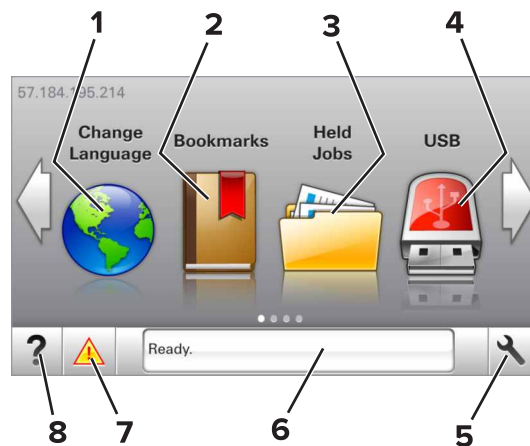 1 2 3 4
57.184.195.214
Change
Language
Bookmarks
Held
Jobs
USB
?
Ready.
8 7 6 5